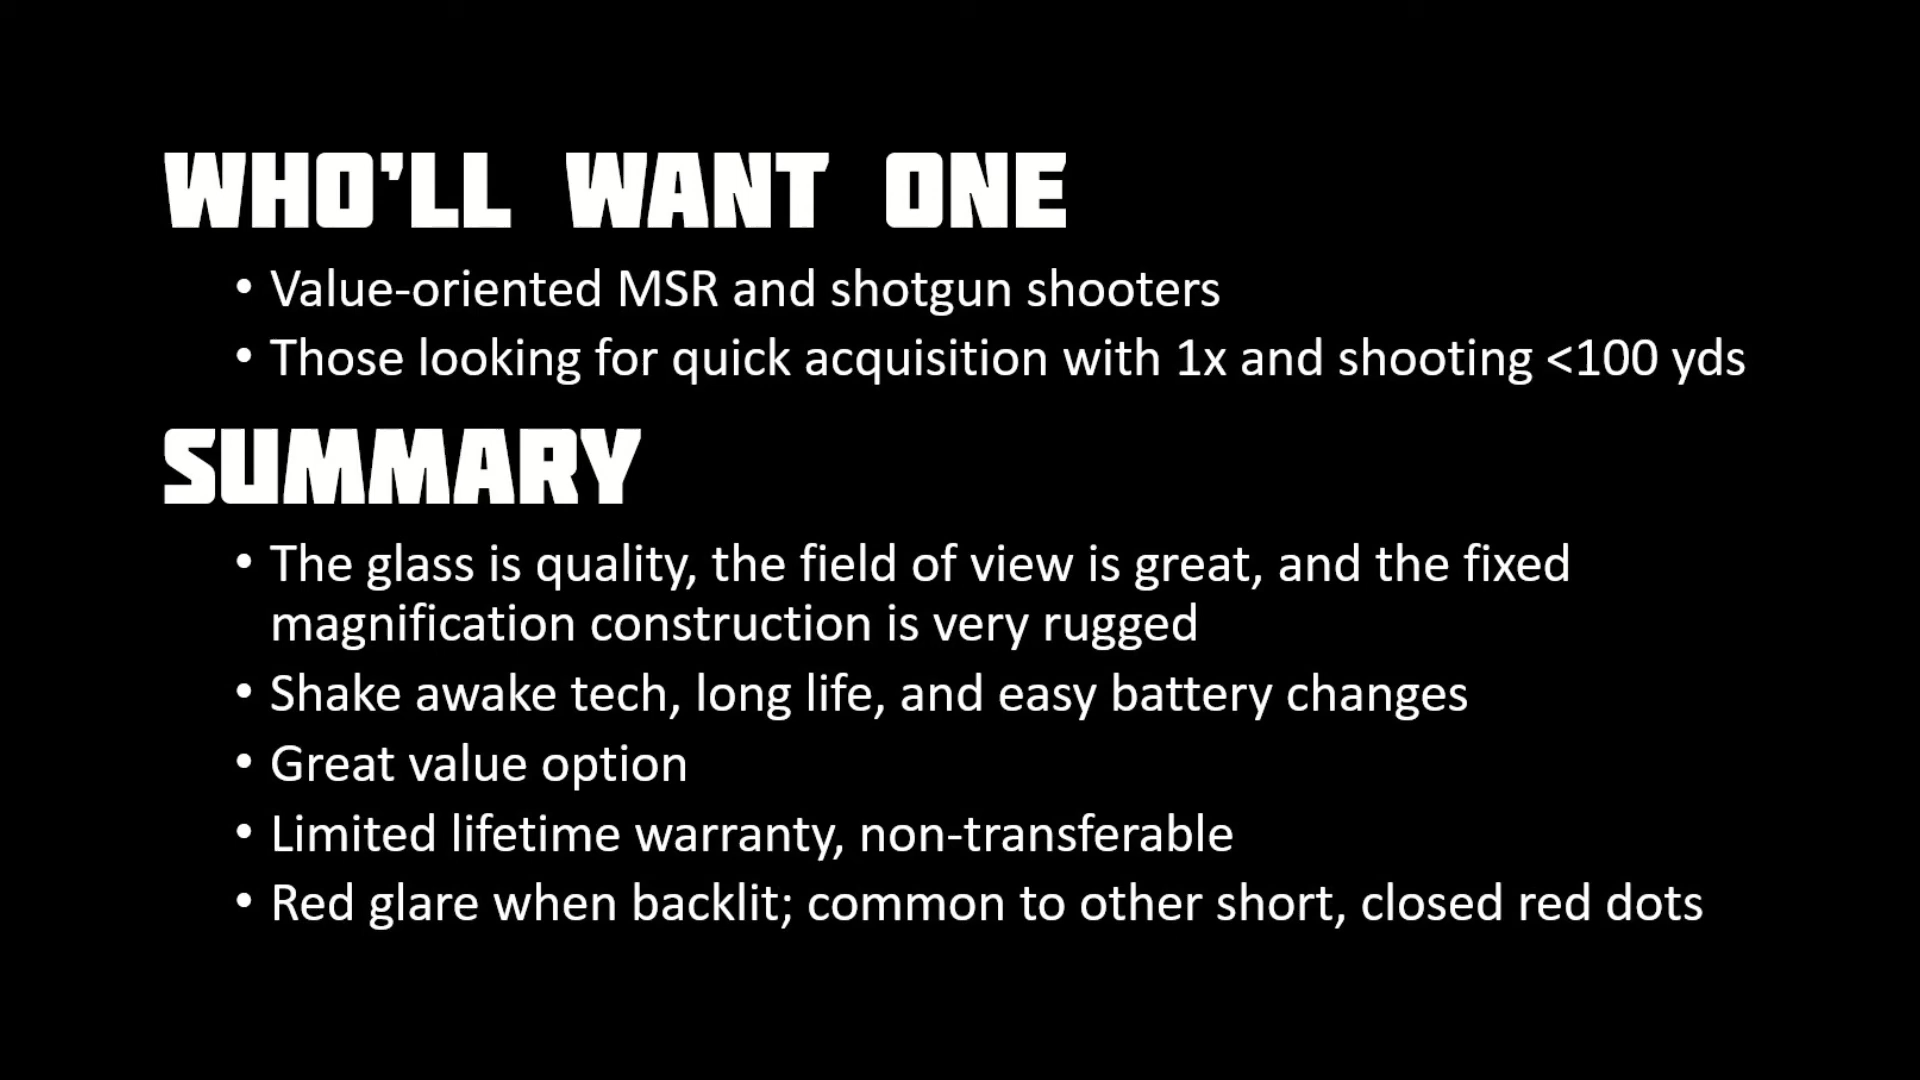 WHO'LL WANT ONE
• Value-oriented MSR and shotgun shooters
• Those looking for quick acquisition with 1x and shooting <100 yds
SUMMARY
• The glass is quality, the field of view is great, and the fixed
magnification construction is very rugged
• Shake awake tech, long life, and easy battery changes
• Great value option
• Limited lifetime warranty, non-transferable
• Red glare when backlit; common to other short, closed red dots